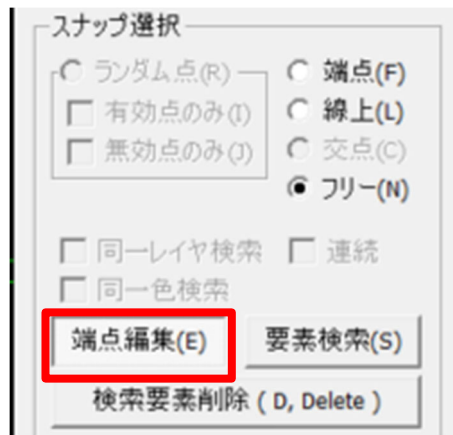 スナップ選択
ランダム点(R)
端点(F)
有効点のみ(I)
線上(L)
無効点のみ(J)
交点(C)
フリー(N)
同一レイヤ検索
連続
同一色検索
端点編集(E)
要素検索(S)
検索要素削除 ( D, Delete )